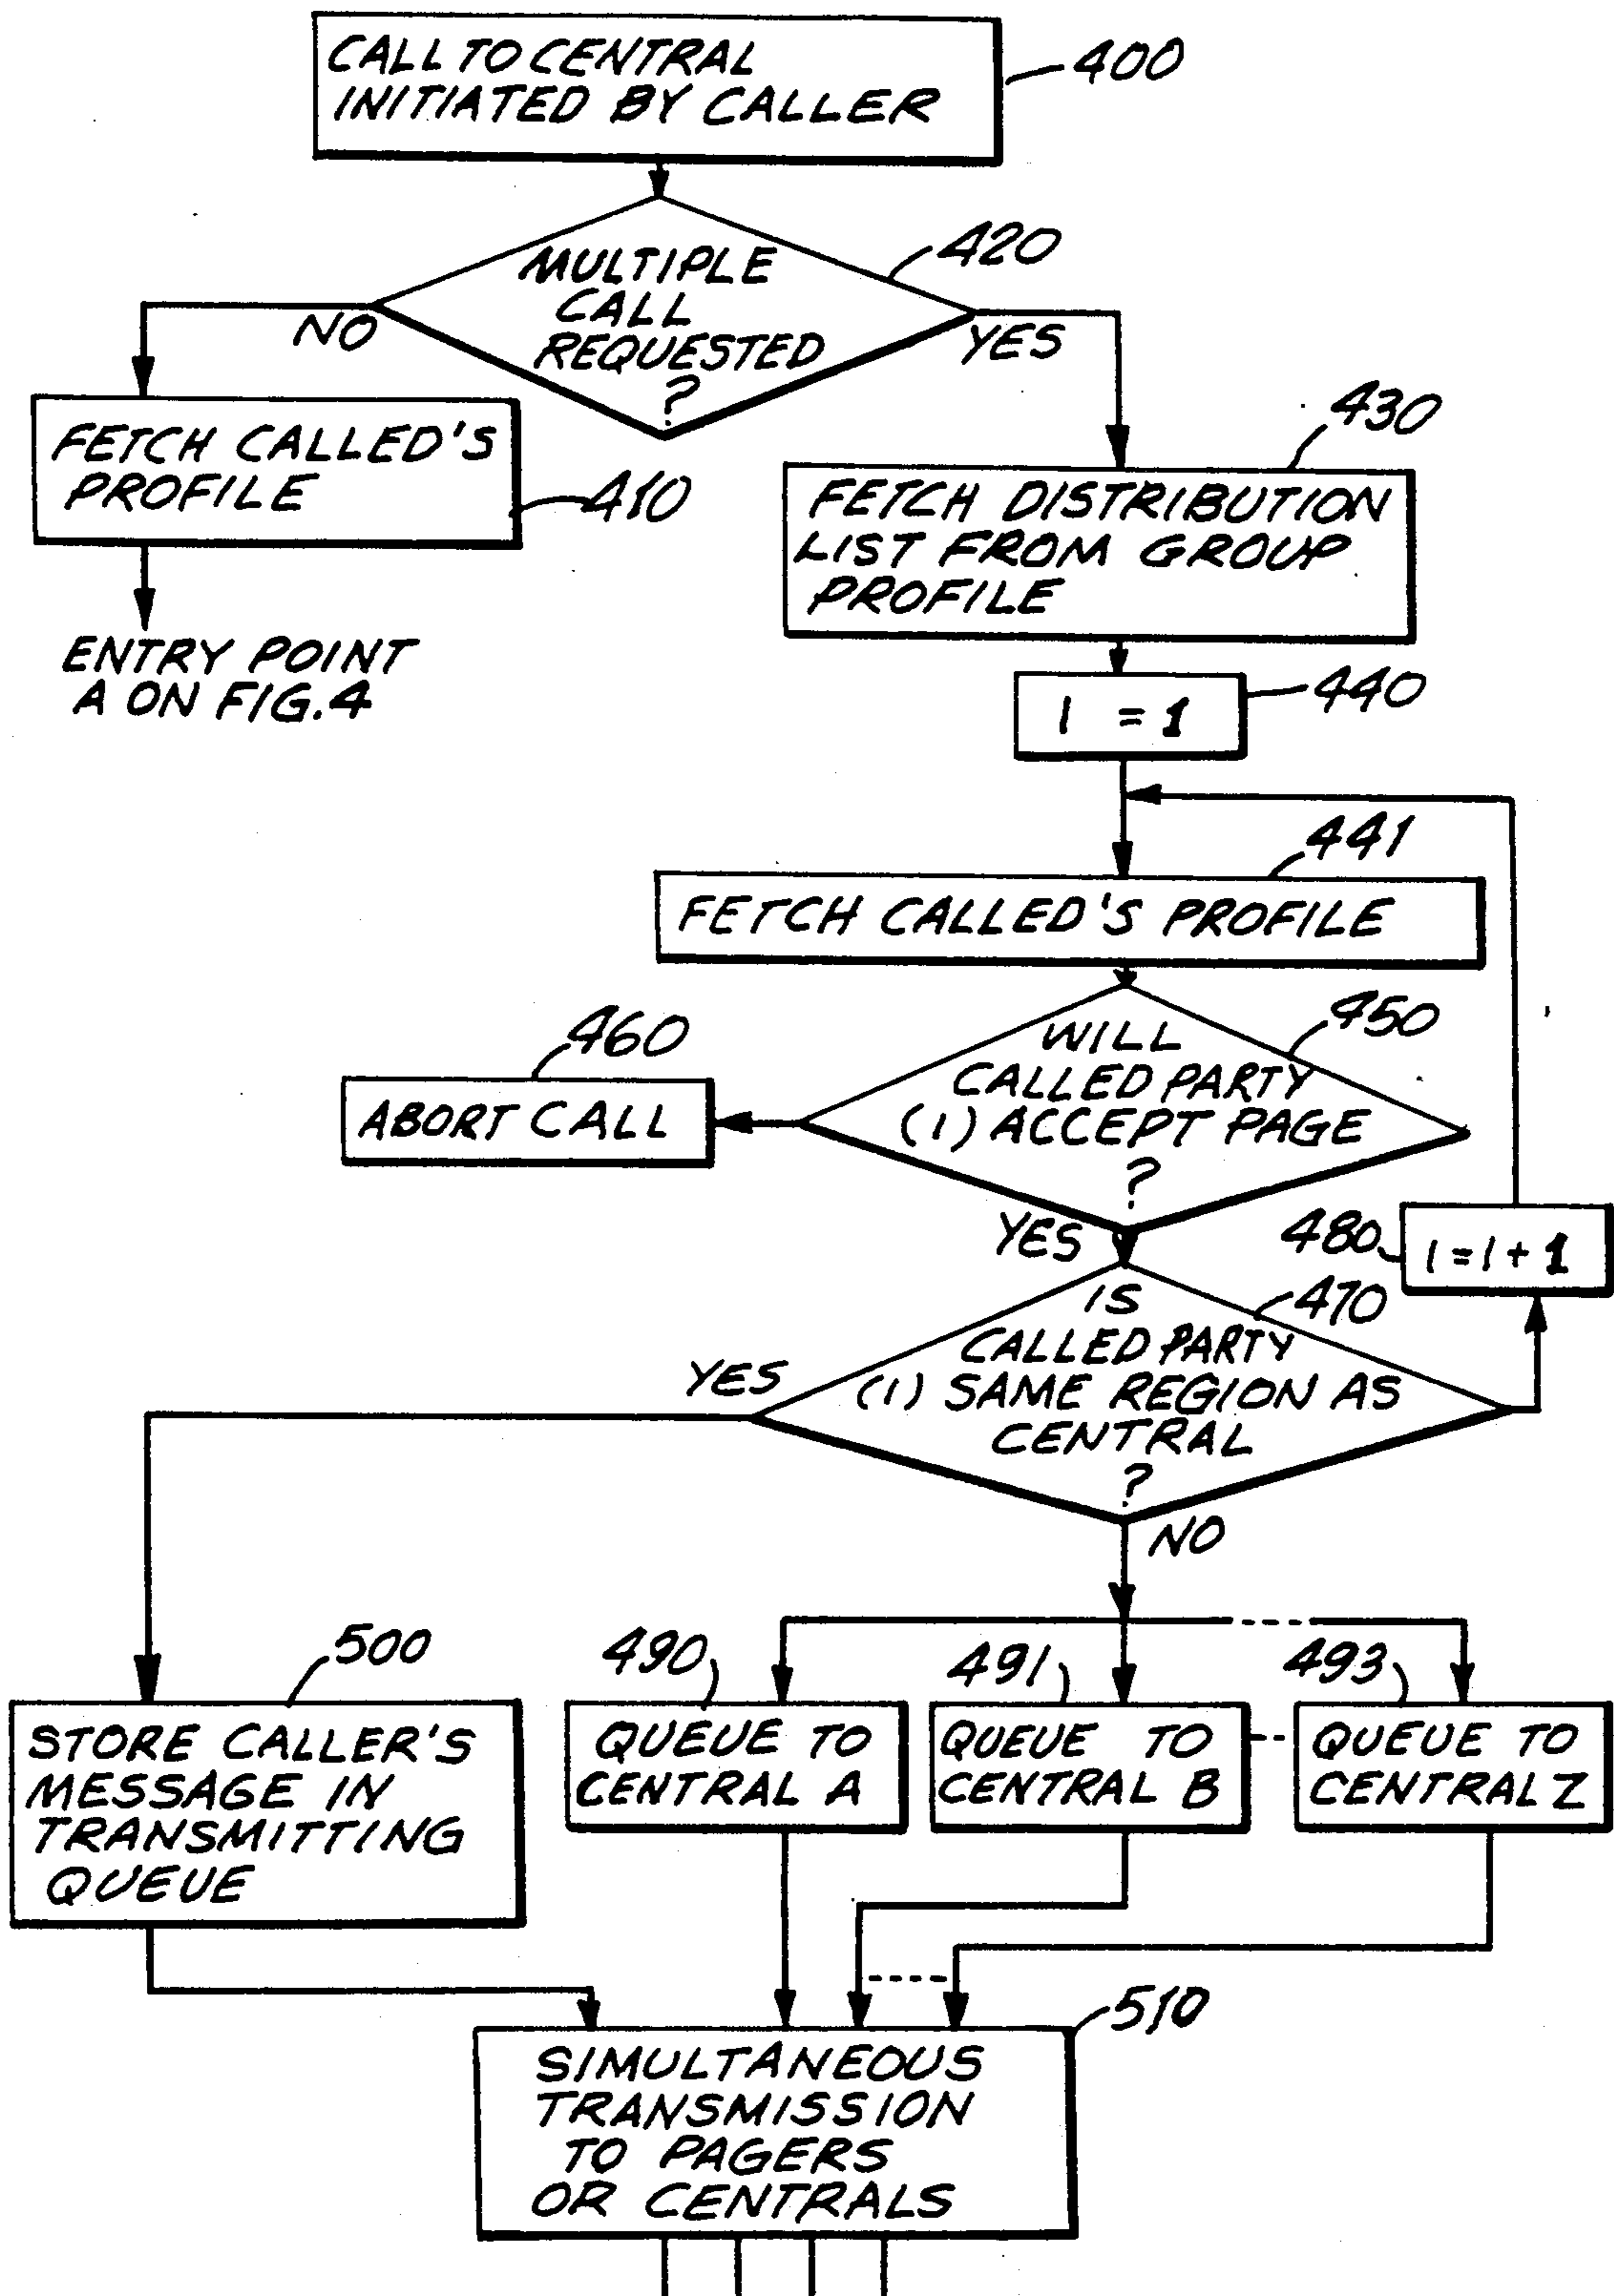 CALL TO CENTRAL
INITIATED BY CALLER
400
MULTIPLE
CALL
REQUESTED
?
420
NO
YES
FETCH CALLED'S
PROFILE
410
430
FETCH DISTRIBUTION
LIST FROM GROUP
PROFILE
ENTRY POINT
A ON FIG.4
440
I = 1
441
FETCH CALLED'S PROFILE
450
WILL
CALLED PARTY
(I) ACCEPT PAGE
?
460
ABORT CALL
YES
480
I = I + 1
470
IS
CALLED PARTY
(I) SAME REGION AS
CENTRAL
?
YES
NO
500
STORE CALLER'S
MESSAGE IN
TRANSMITTING
QUEUE
490
QUEUE TO
CENTRAL A
491
QUEUE TO
CENTRAL B
493
QUEUE TO
CENTRAL Z
510
SIMULTANEOUS
TRANSMISSION
TO PAGERS
OR CENTRALS